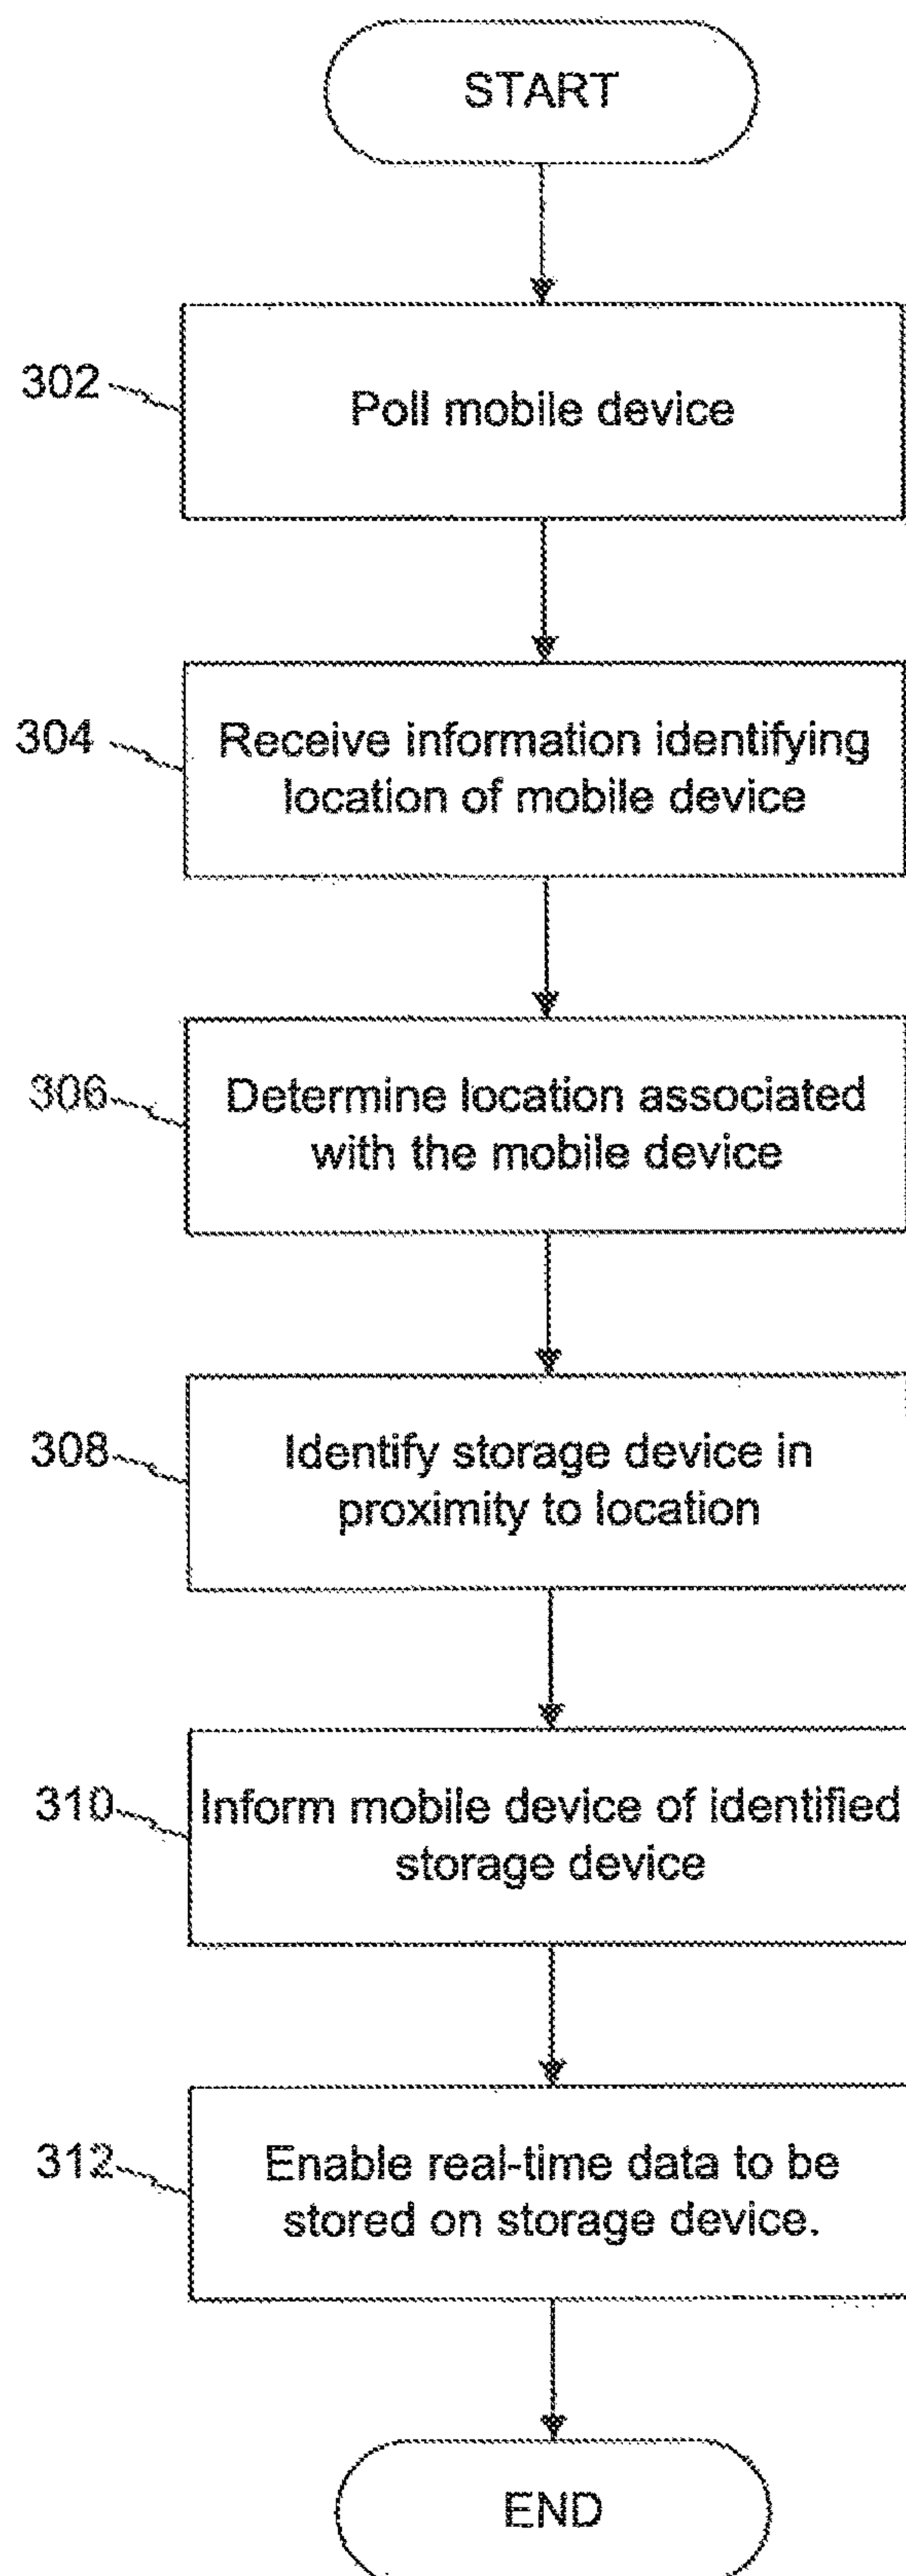 START
302
Poll mobile device
304
Receive information identifying
location of mobile device
306
Determine location associated
with the mobile device
308
Identify storage device in
proximity to location
310
Inform mobile device of identified
storage device
312
Enable real-time data to be
stored on storage device.
END